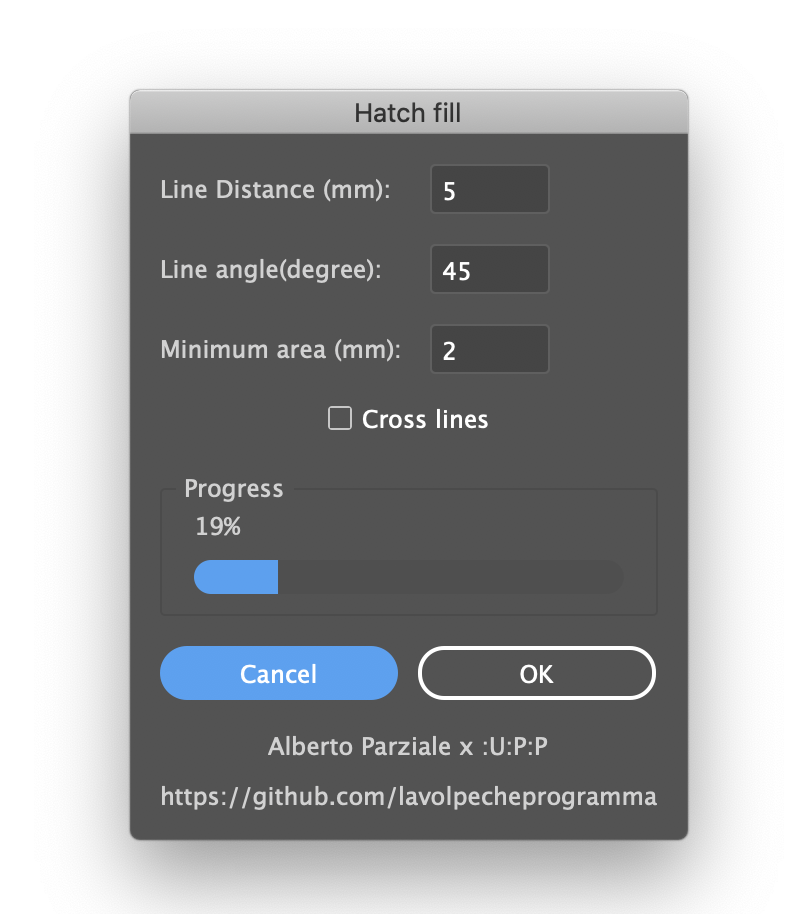 Hatch fill
Line Distance (mm): 5
Line angle(degree): 45
Minimum area (mm): 2
Cross lines
Progress
19%
Cancel OK
Alberto Parziale x :U:P:P
https://github.com/lavolpecheprogramma